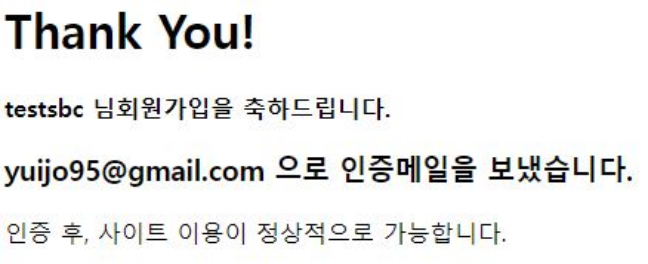 Thank You!
testsbc 님회원가입을 축하드립니다.
yuijo95@gmail.com 으로 인증메일을 보냈습니다.
인증 후, 사이트 이용이 정상적으로 가능합니다.